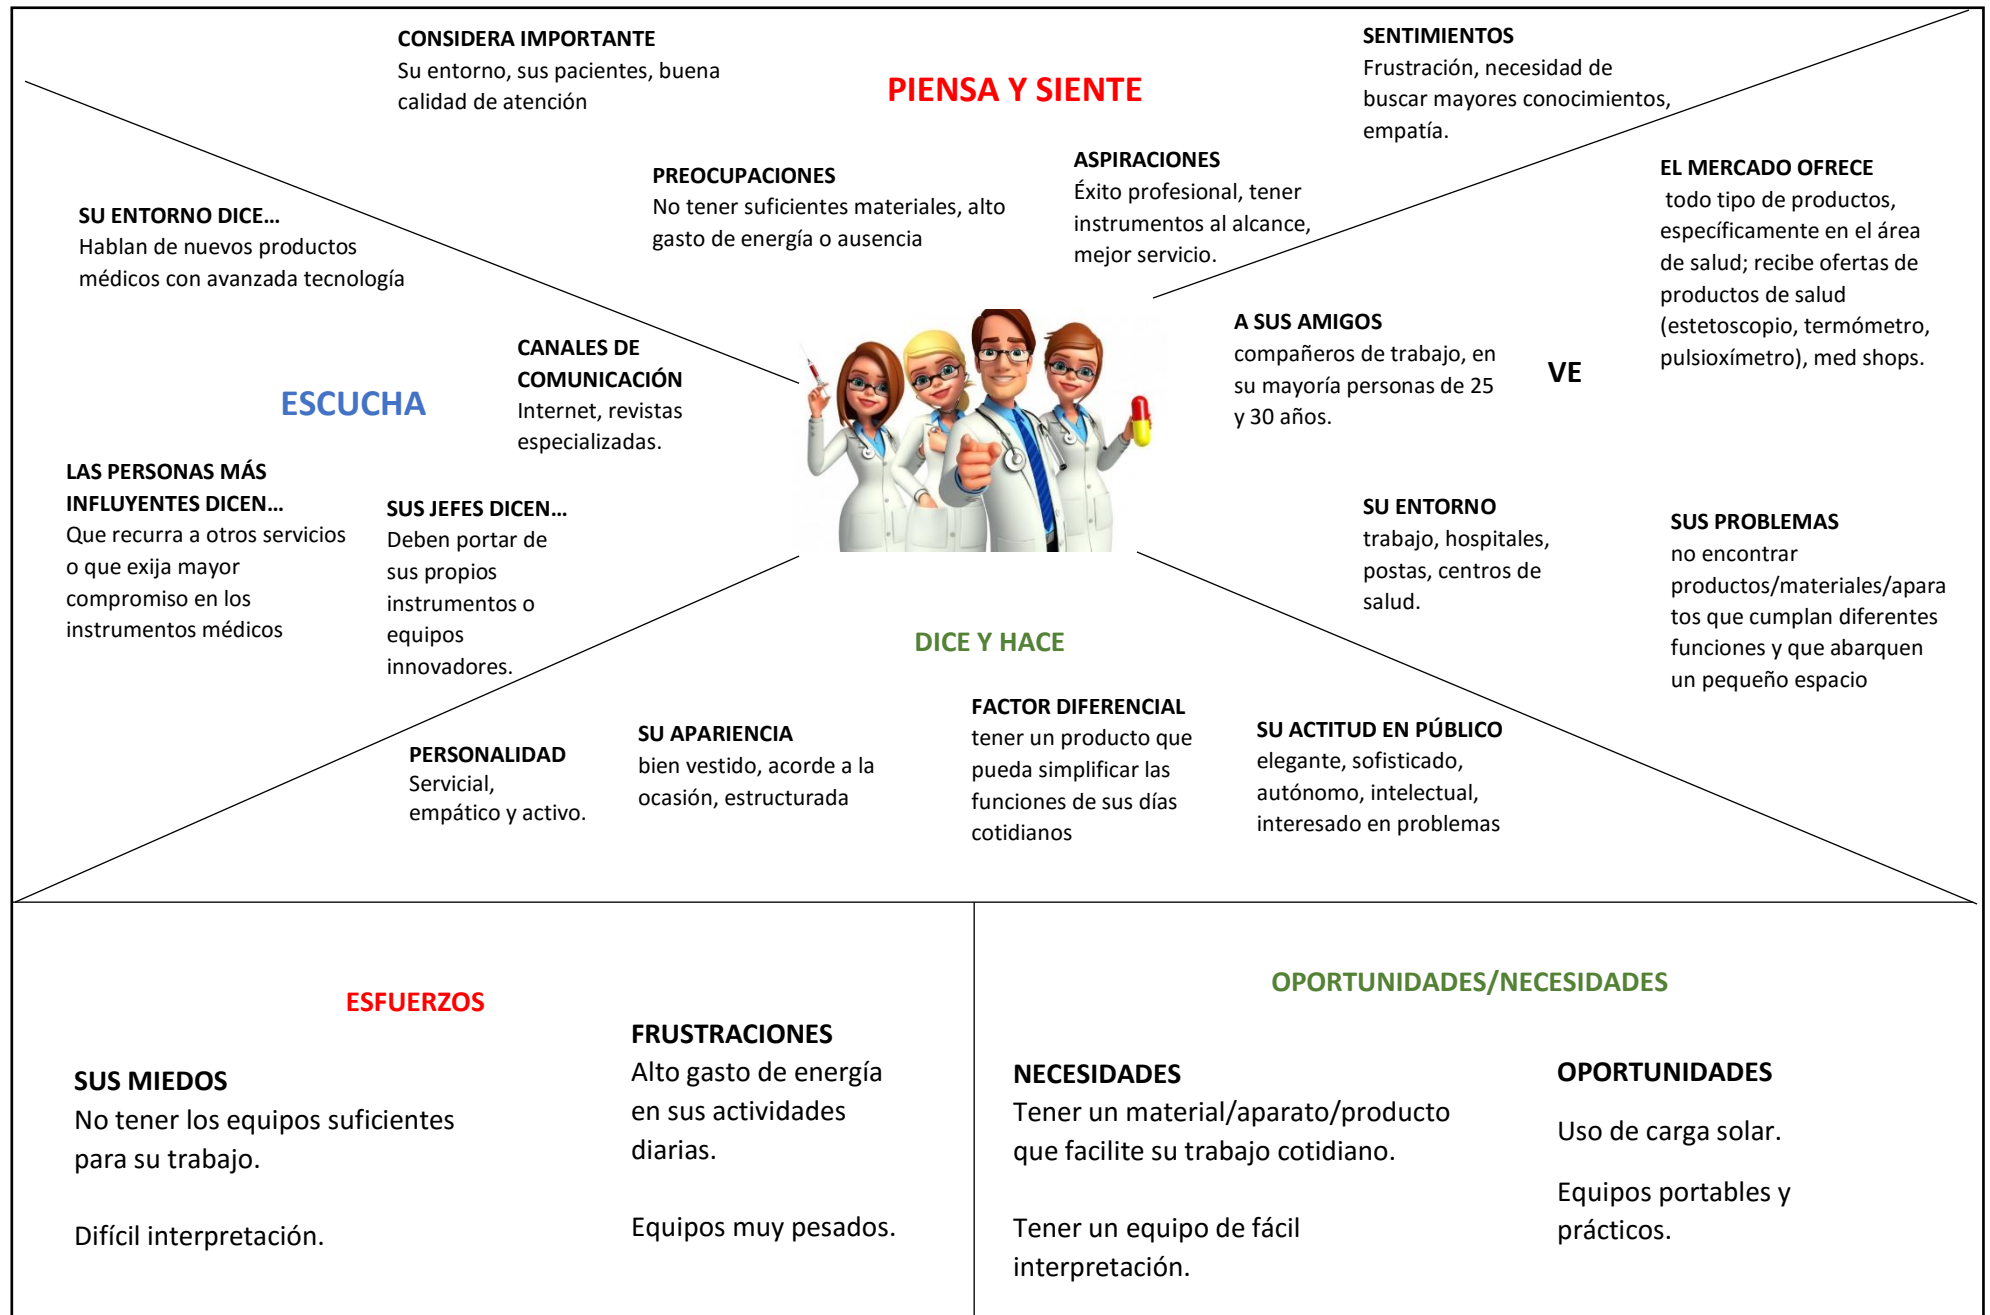 CONSIDERA IMPORTANTE
Su entorno, sus pacientes, buena
calidad de atención
PIENSA Y SIENTE
SENTIMIENTOS
Frustración, necesidad de
buscar mayores conocimientos,
empatía.
PREOCUPACIONES
No tener suficientes materiales, alto
gasto de energía o ausencia
ASPIRACIONES
Éxito profesional, tener
instrumentos al alcance,
mejor servicio.
SU ENTORNO DICE...
Hablan de nuevos productos
médicos con avanzada tecnología
CANALES DE
COMUNICACIÓN
Internet, revistas
especializadas.
ESCUCHA
LAS PERSONAS MÁS
INFLUYENTES DICEN...
Que recurra a otros servicios
o que exija mayor
compromiso en los
instrumentos médicos
SUS JEFES DICEN...
Deben portar de
sus propios
instrumentos o
equipos
innovadores.
EL MERCADO OFRECE
todo tipo de productos,
específicamente en el área
de salud; recibe ofertas de
productos de salud
(estetoscopio, termómetro,
pulsioxímetro), med shops.
A SUS AMIGOS
compañeros de trabajo, en
su mayoría personas de 25
y 30 años.
VE
SU ENTORNO
trabajo, hospitales,
postas, centros de
salud.
SUS PROBLEMAS
no encontrar
productos/materiales/apara
tos que cumplan diferentes
funciones y que abarquen
un pequeño espacio
DICE Y HACE
PERSONALIDAD
Servicial,
empático y activo.
SU APARIENCIA
bien vestido, acorde a la
ocasión, estructurada
FACTOR DIFERENCIAL
tener un producto que
pueda simplificar las
funciones de sus días
cotidianos
SU ACTITUD EN PÚBLICO
elegante, sofisticado,
autónomo, intelectual,
interesado en problemas
ESFUERZOS
SUS MIEDOS
No tener los equipos suficientes
para su trabajo.
Difícil interpretación.
FRUSTRACIONES
Alto gasto de energía
en sus actividades
diarias.
Equipos muy pesados.
OPORTUNIDADES/NECESIDADES
NECESIDADES
Tener un material/aparato/producto
que facilite su trabajo cotidiano.
Tener un equipo de fácil
interpretación.
OPORTUNIDADES
Uso de carga solar.
Equipos portables y
prácticos.